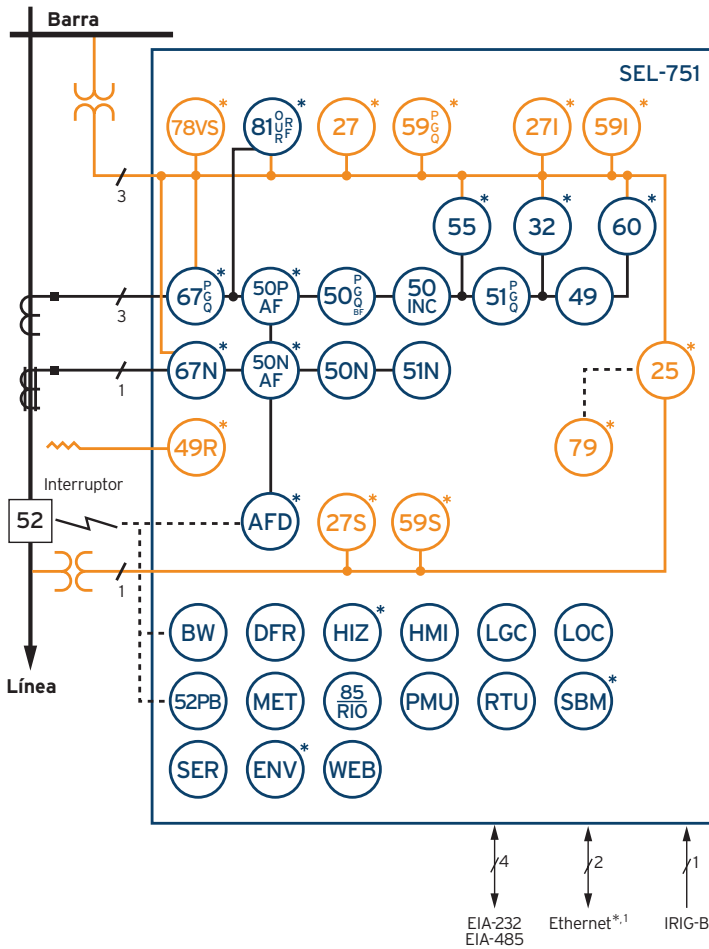 Barra
SEL-751
78VS*
81 O U R RF*
27*
59 P G Q*
27I*
59I*
3
55*
32*
60*
67 P G Q*
50P AF*
50 P G Q BF
50 INC
51 P G Q
49
3
67N*
50N AF*
50N
51N
25*
1
79*
49R*
Interruptor
52
AFD*
27S*
59S*
1
BW
DFR
HIZ*
HMI
LGC
LOC
Línea
52PB
MET
85 RIO
PMU
RTU
SBM*
SER
ENV*
WEB
4
2
1
EIA-232
EIA-485
Ethernet*,1
IRIG-B